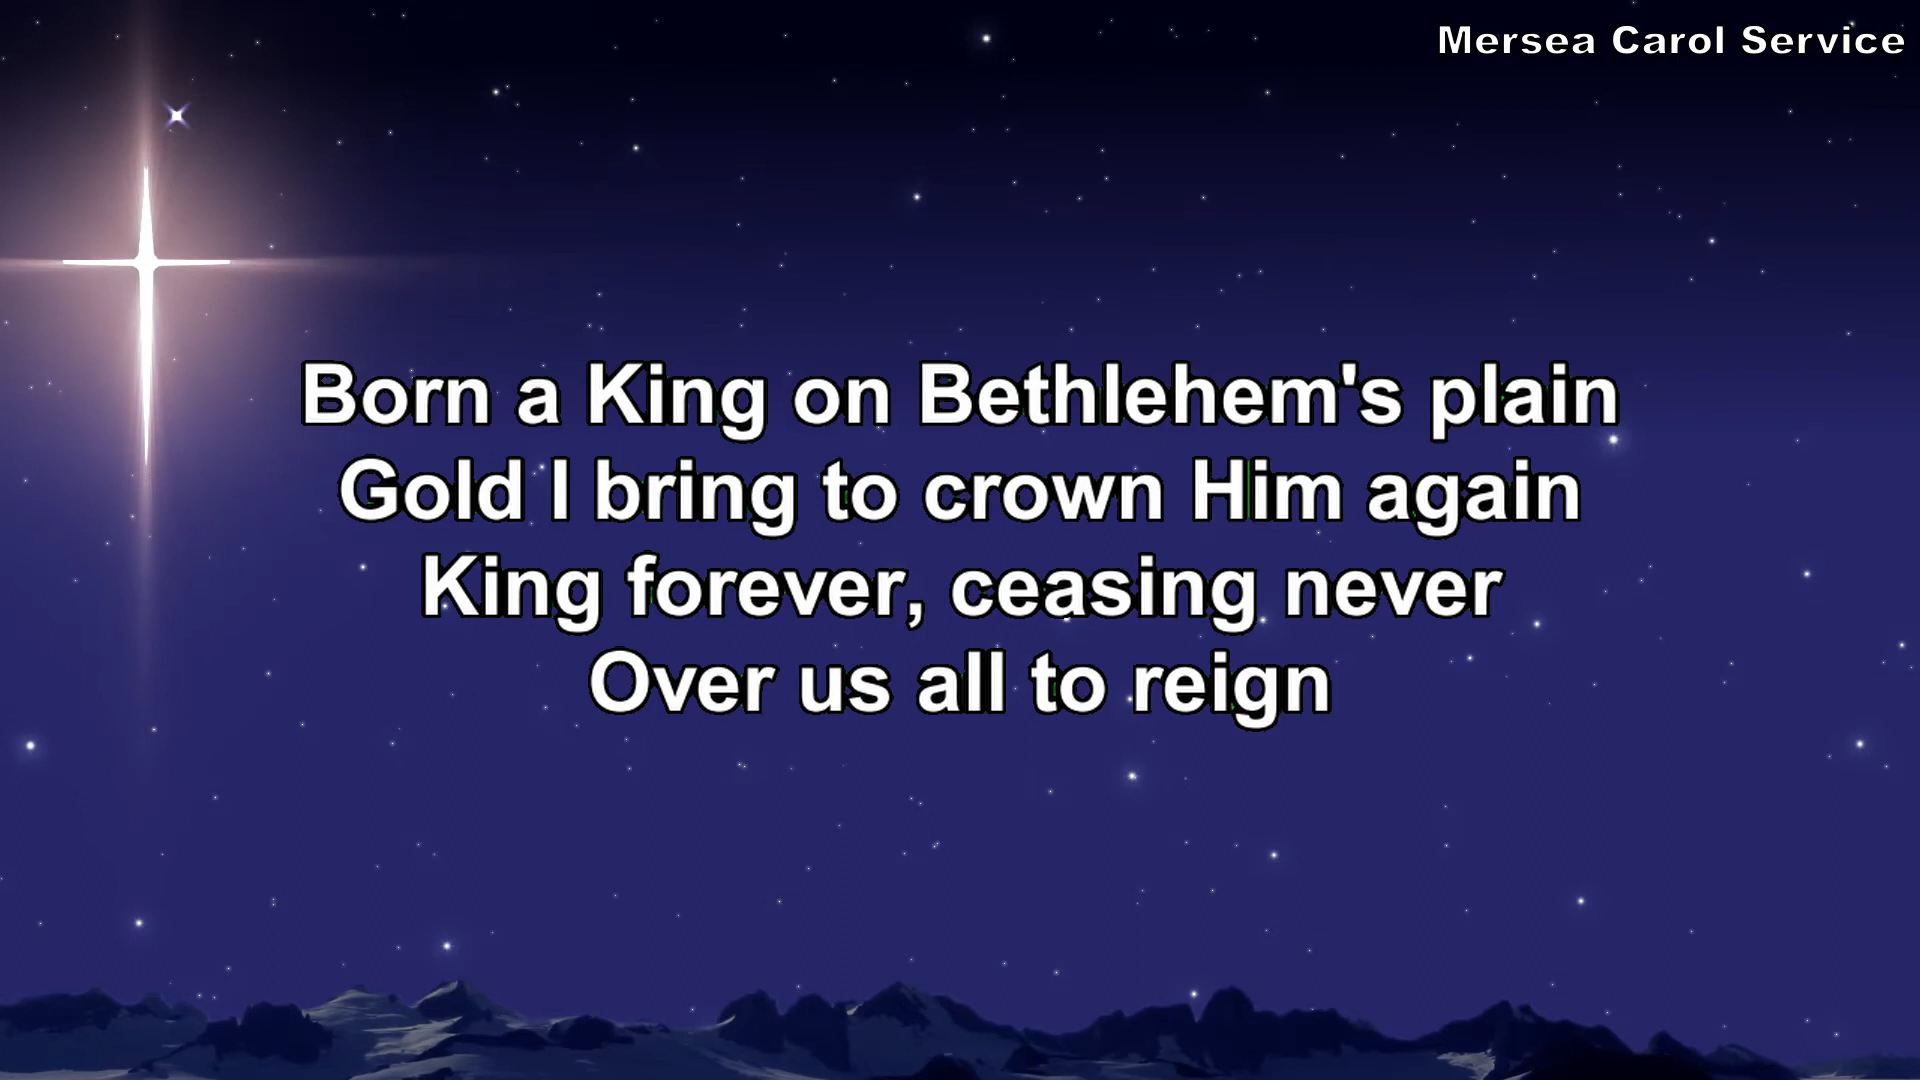 Mersea Carol Service
Born a King on Bethlehem's plain
Gold I bring to crown Him again
King forever, ceasing never
Over us all to reign